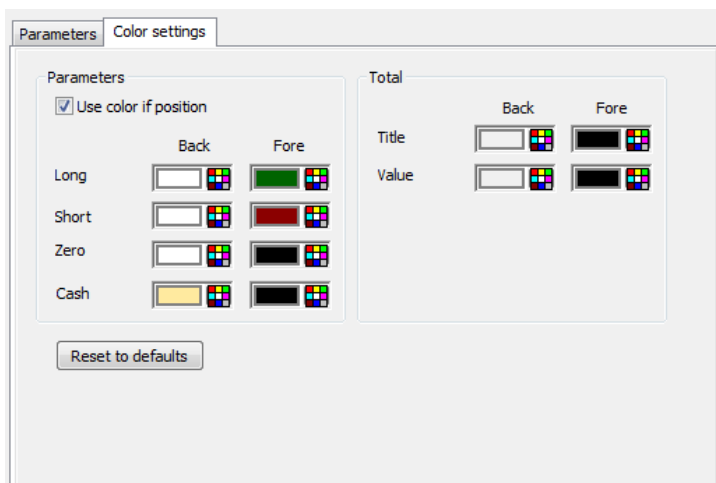 Parameters Color settings
Parameters
Use color if position
Back Fore
Long
Short
Zero
Cash
Total
Back Fore
Title
Value
Reset to defaults